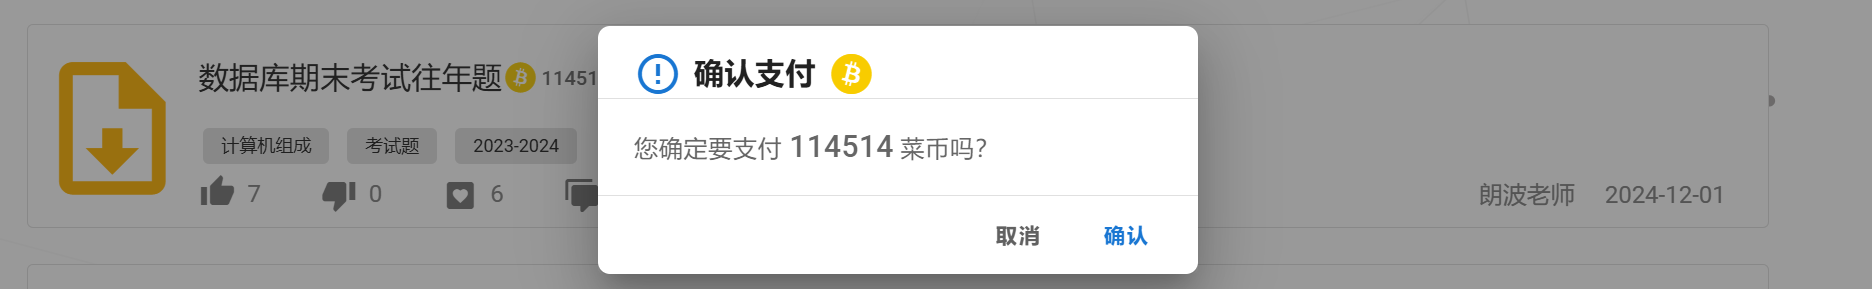 数据库期末考试往年题 11451
计算机组成 考试题 2023-2024
7 0 6
朗波老师 2024-12-01
确认支付
您确定要支付 114514 菜币吗?
取消 确认